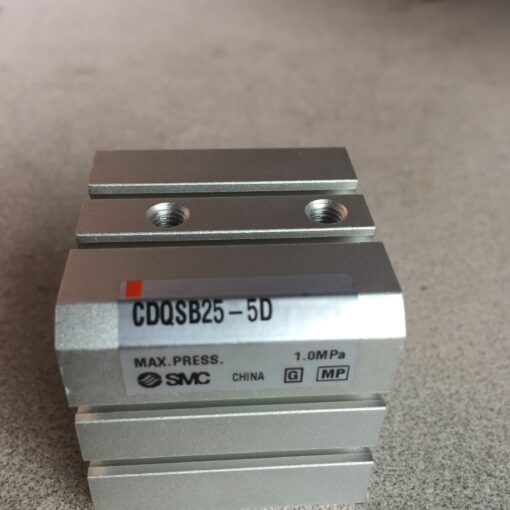 CDQSB25-5D
MAX.PRESS. 1.0MPa
SMC CHINA G MP